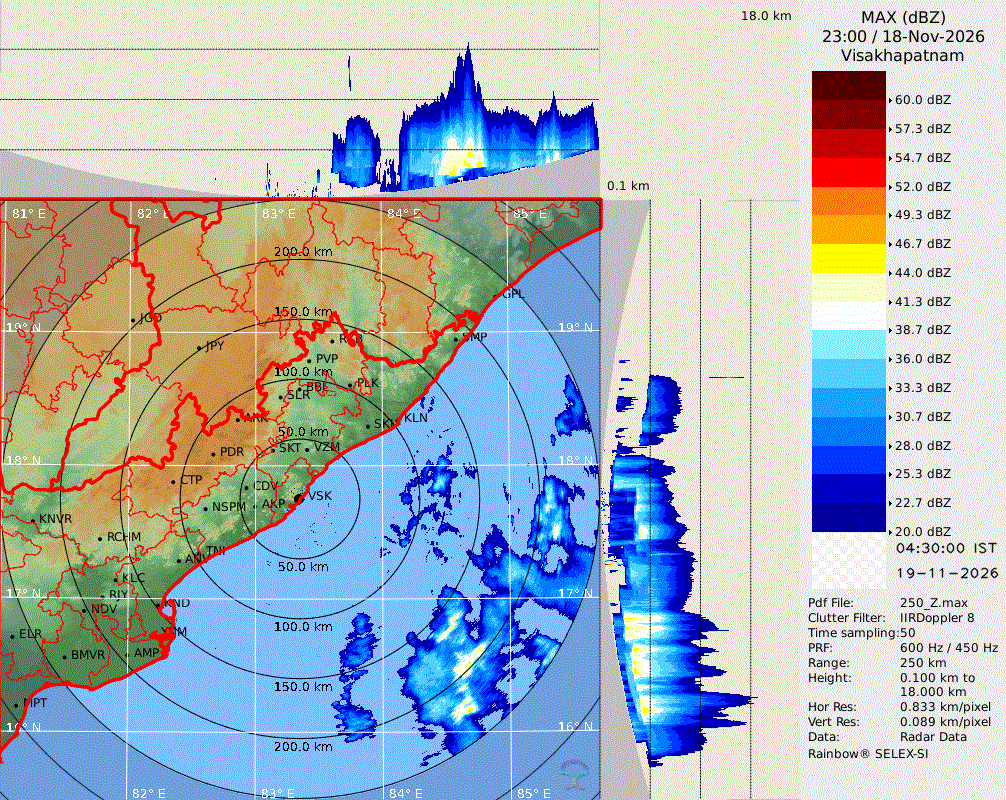 18.0 km
0.1 km
MAX (dBZ)
23:00 / 18-Nov-2026
Visakhapatnam
60.0 dBZ
57.3 dBZ
54.7 dBZ
52.0 dBZ
49.3 dBZ
46.7 dBZ
44.0 dBZ
41.3 dBZ
38.7 dBZ
36.0 dBZ
33.3 dBZ
30.7 dBZ
28.0 dBZ
25.3 dBZ
22.7 dBZ
20.0 dBZ
04:30:00 IST
19-11-2026
Pdf File: 250_Z.max
Clutter Filter: IIRDoppler 8
Time sampling:50
PRF: 600 Hz / 450 Hz
Range: 250 km
Height: 0.100 km to
18.000 km
Hor Res: 0.833 km/pixel
Vert Res: 0.089 km/pixel
Data: Radar Data
Rainbow® SELEX-SI
81° E 82° E 83° E 84° E 85° E
200.0 km
GPL
150.0 km
JGD
19° N 19° N
SMP
JPY
PVP
100.0 km
PLK
BBL
SLR
ARK KLN
SKM
50.0 km
PDR SKT VZM
18° N 18° N
CTP
CDV
VSK
NSPM AKP
KNVR
RCHM
TNI
50.0 km
KLC
RJY
17° N 17° N
NDV KND
100.0 km
ELR
BMVR AMP
150.0 km
MPT
16° N 16° N
200.0 km
82° E 83° E 84° E 85° E